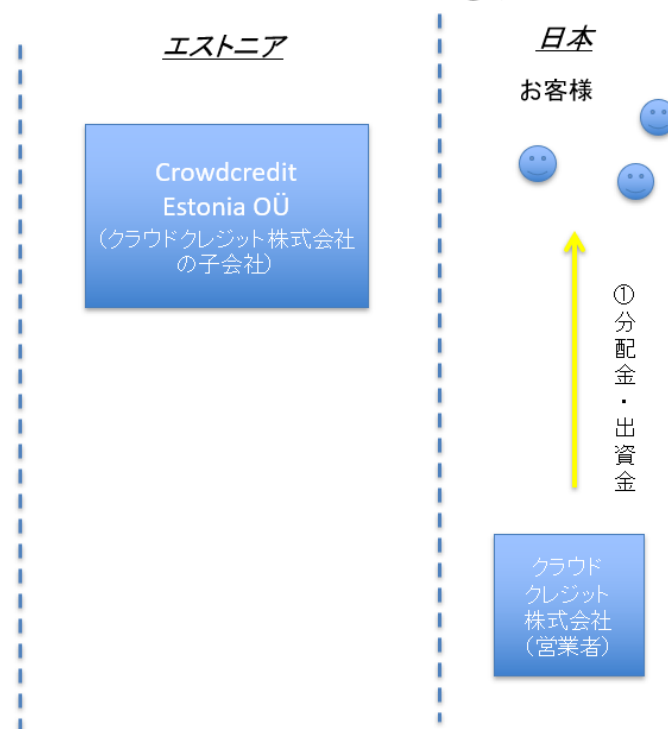 エストニア
日本
お客様
Crowdcredit
Estonia OÜ
（クラウドクレジット株式会社
の子会社）
①分配金・出資金
クラウド
クレジット
株式会社
（営業者）